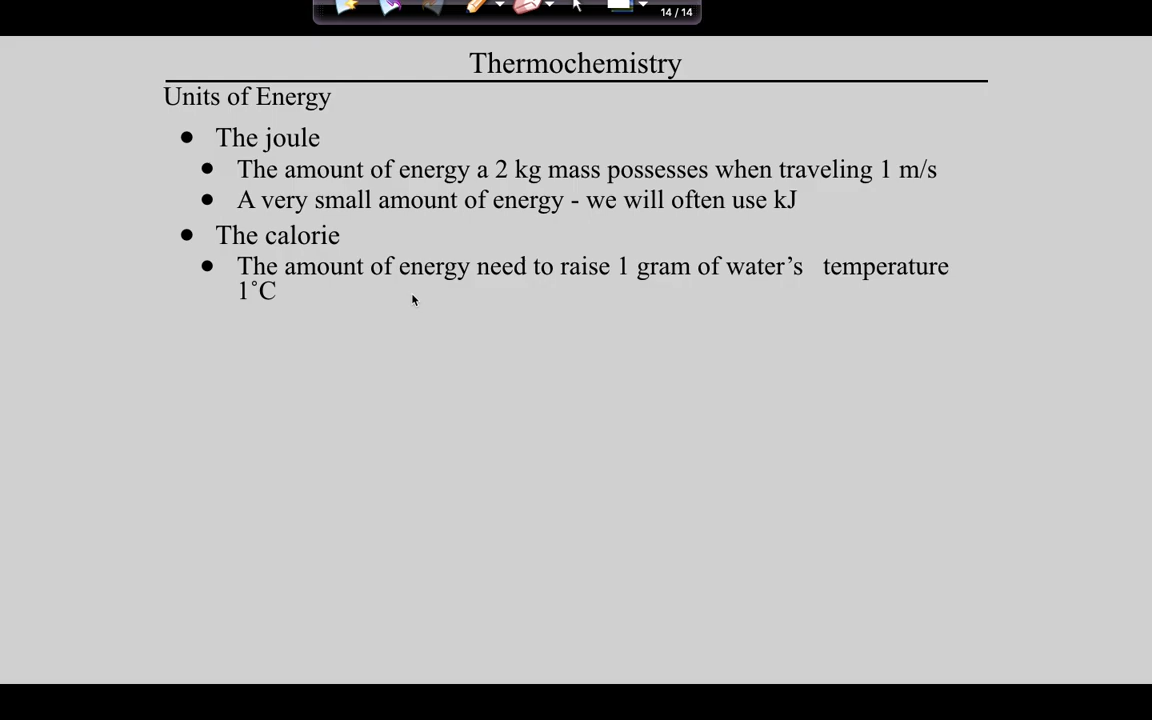 14 / 14
Thermochemistry
Units of Energy
● The joule
● The amount of energy a 2 kg mass possesses when traveling 1 m/s
● A very small amount of energy - we will often use kJ
● The calorie
● The amount of energy need to raise 1 gram of water’s temperature
1˚C